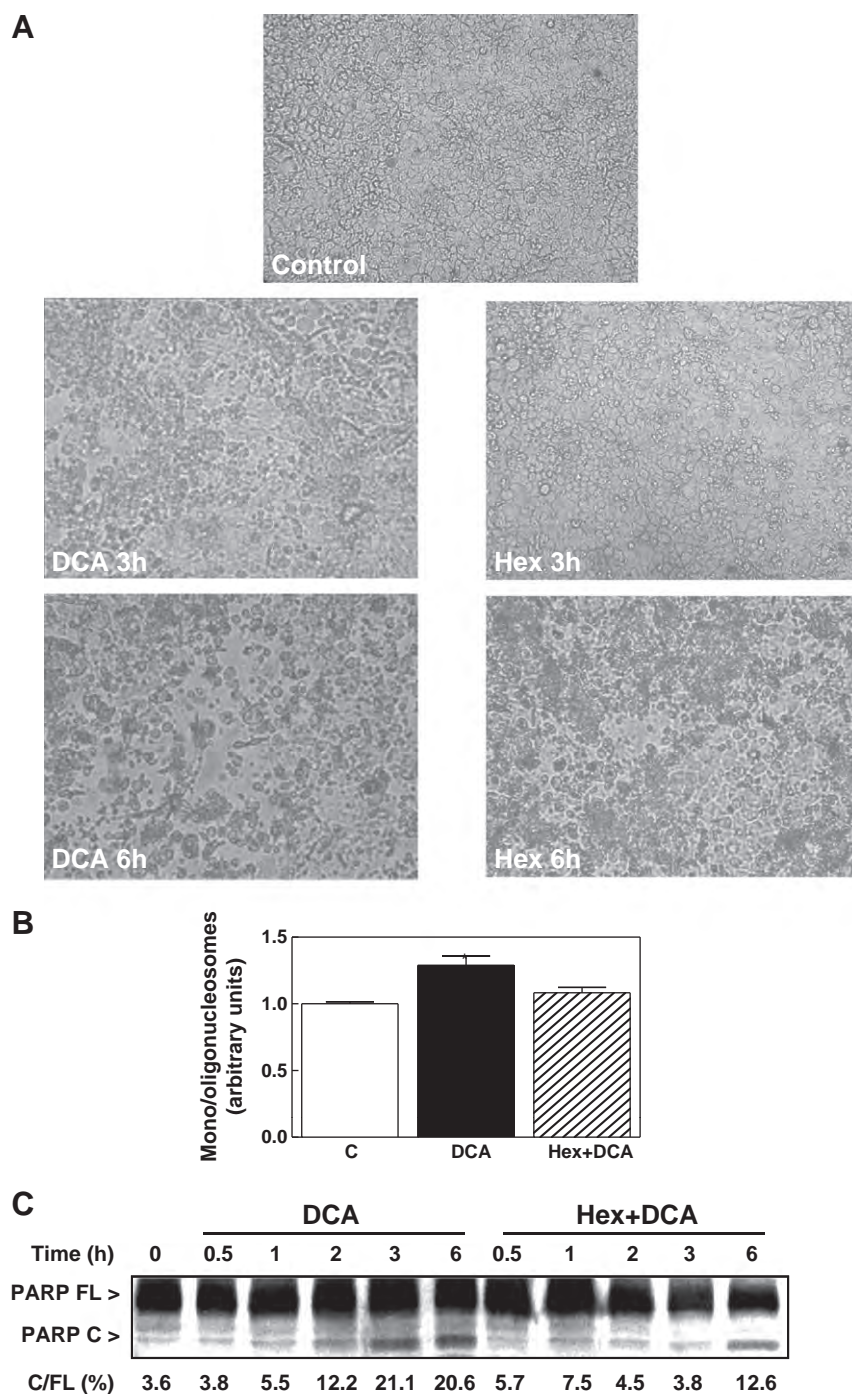 A
Control
DCA 3h
Hex 3h
DCA 6h
Hex 6h
B
Mono/oligonucleosomes
(arbitrary units)
1.5
1.0
0.5
0.0
*
C
DCA
Hex+DCA
C
DCA
Hex+DCA
Time (h) 0 0.5 1 2 3 6 0.5 1 2 3 6
PARP FL >
PARP C >
C/FL (%) 3.6 3.8 5.5 12.2 21.1 20.6 5.7 7.5 4.5 3.8 12.6